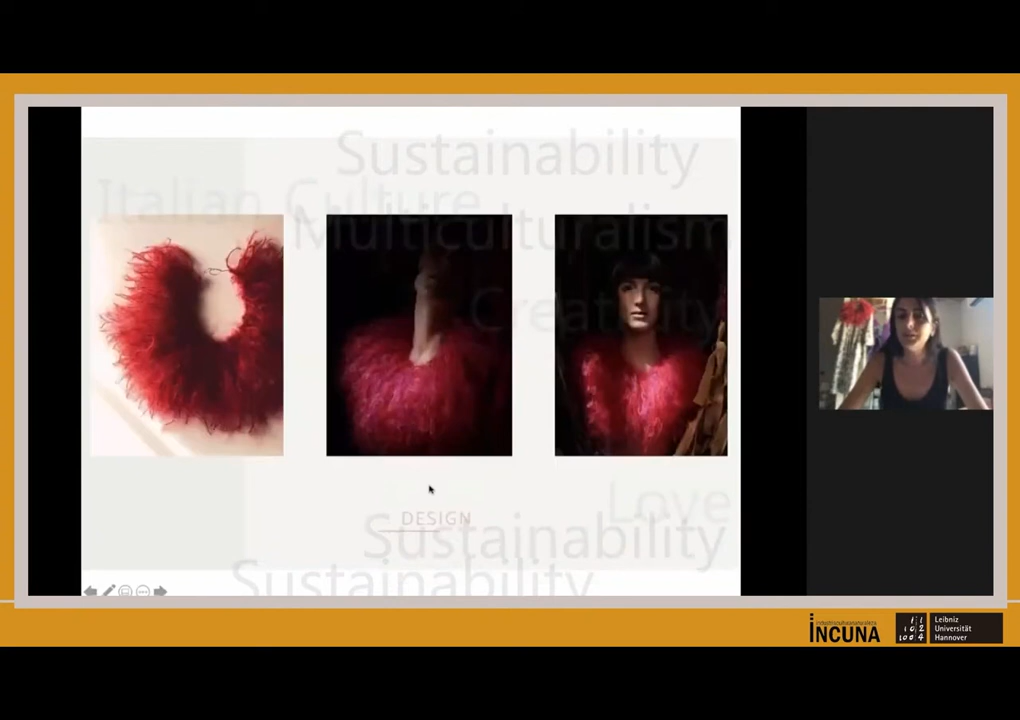 Sustainability
Italian Culture
Multiculturalism
Creativity
Love
DESIGN
Sustainability
Sustainability
INCUNA
Leibniz
Universität
Hannover